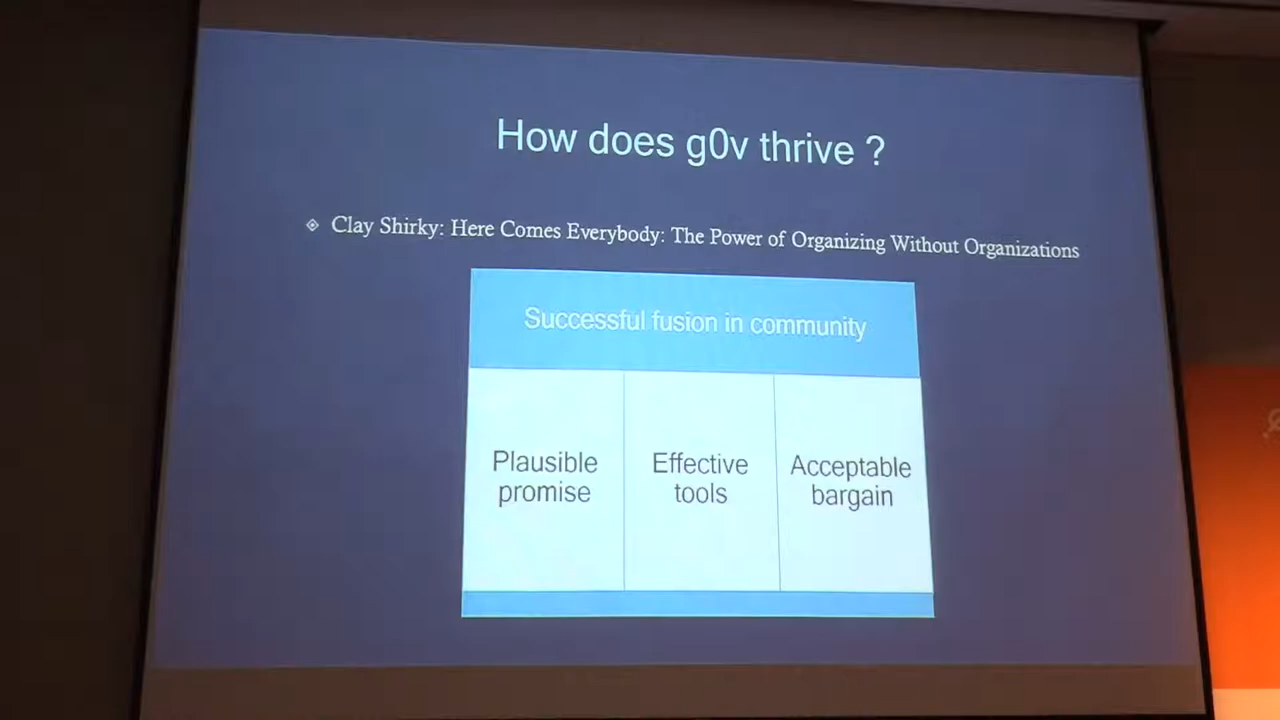 How does g0v thrive ?
Clay Shirky: Here Comes Everybody: The Power of Organizing Without Organizations
Successful fusion in community
Plausible
promise
Effective
tools
Acceptable
bargain